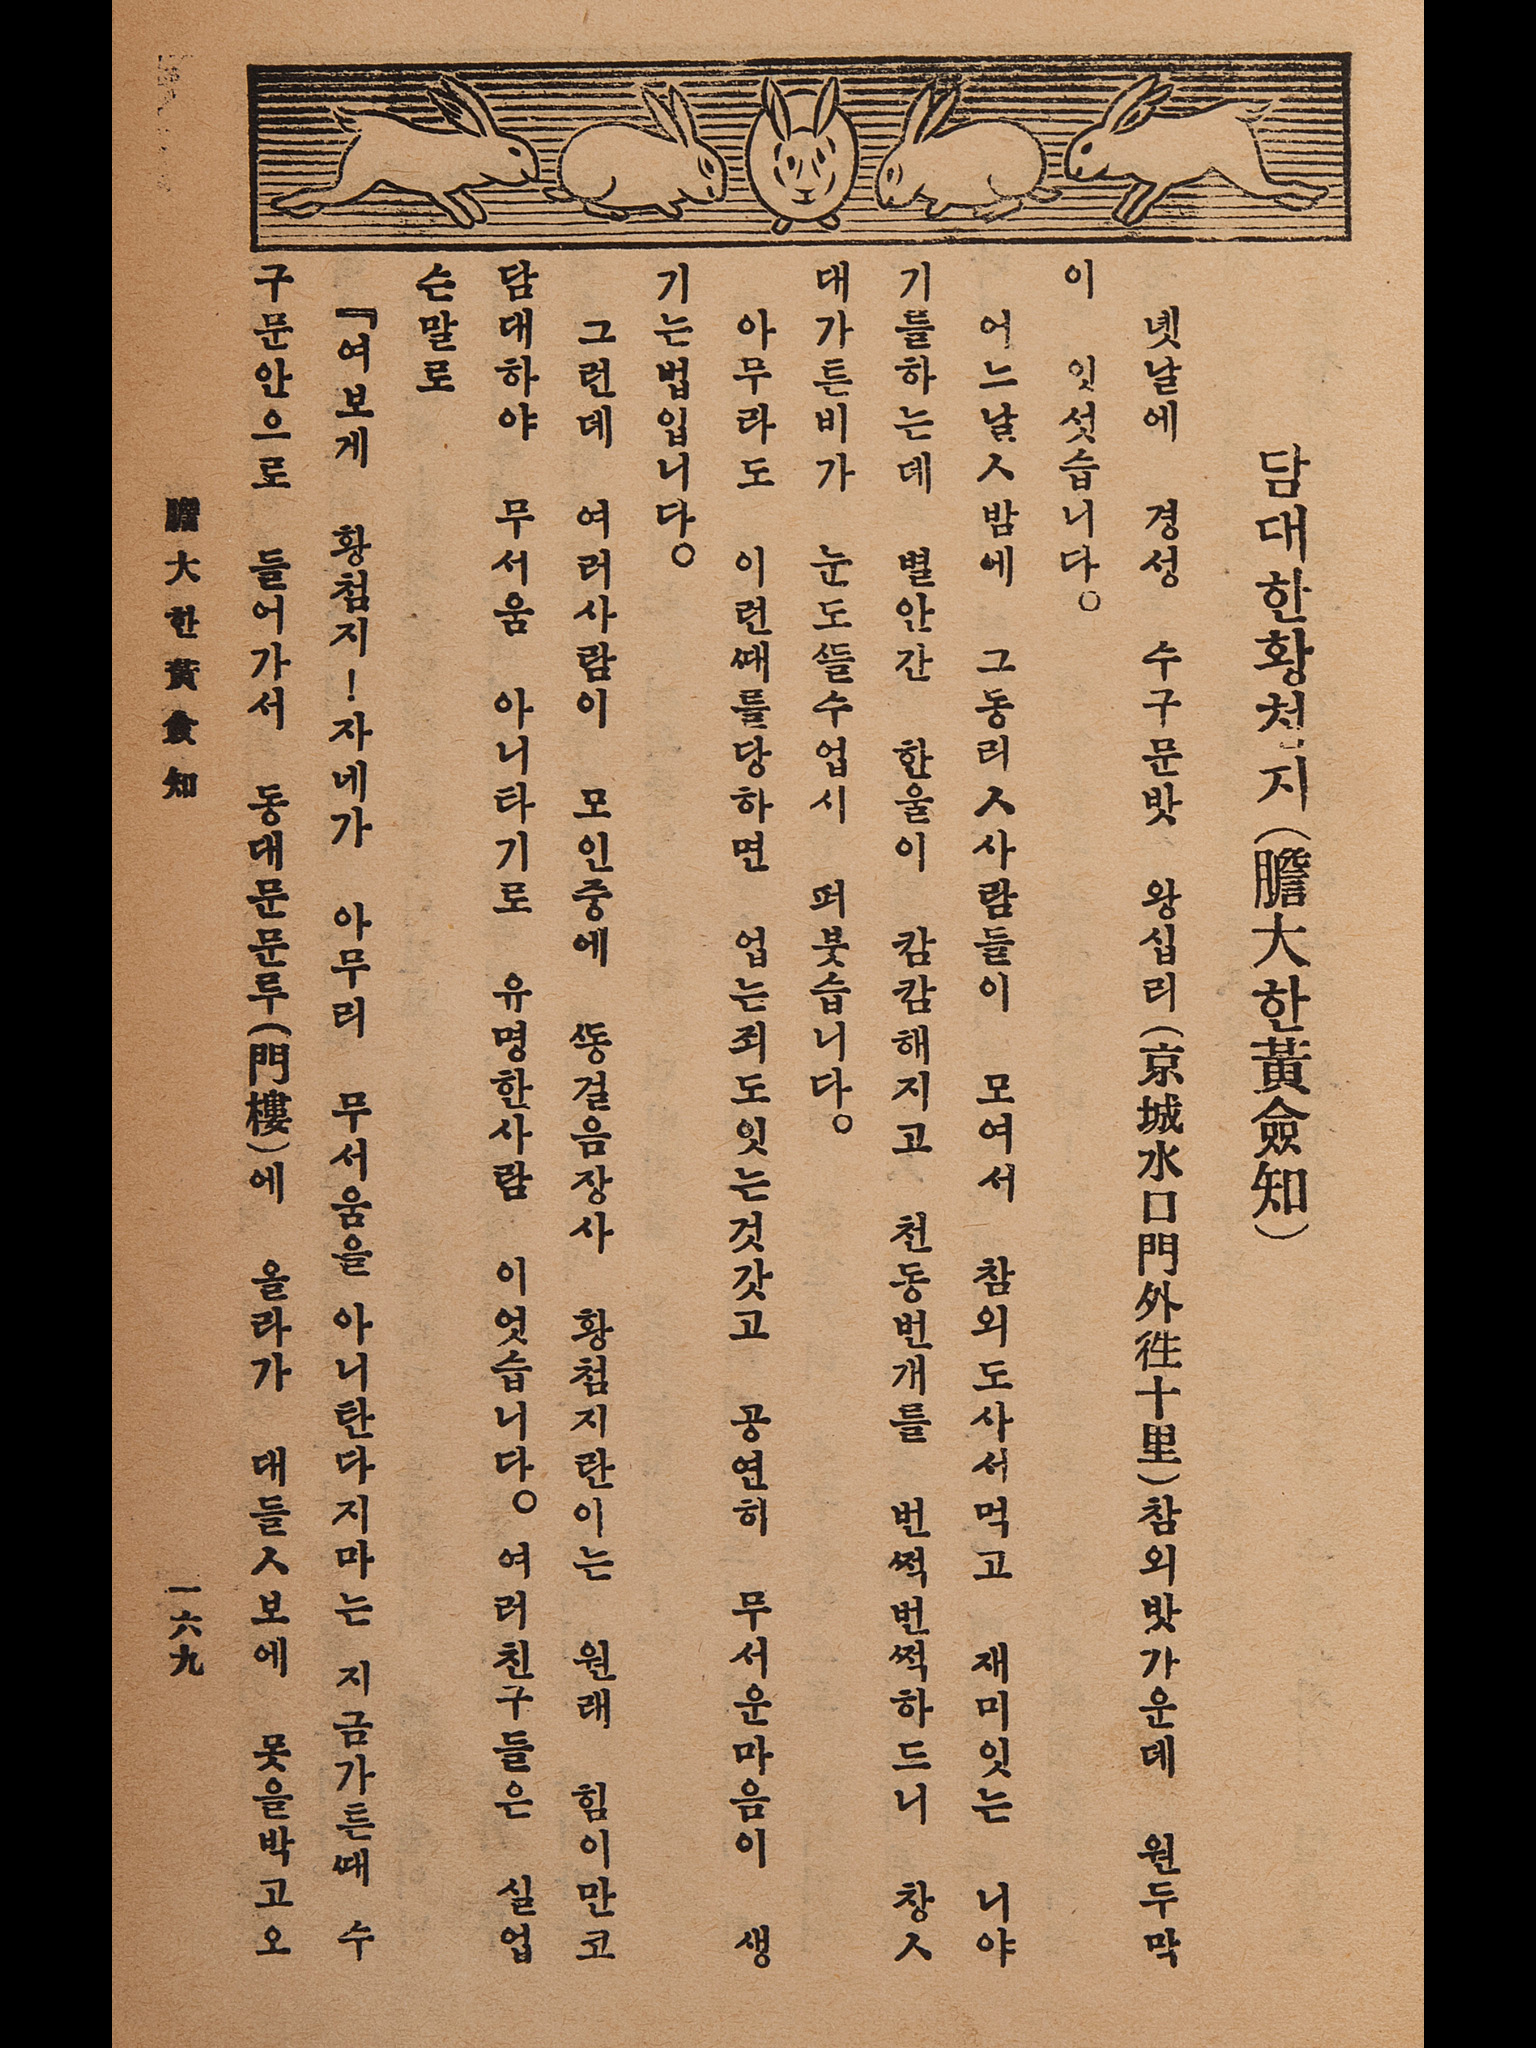 담대한황첨지(膽大한黃僉知)
녯날에 경성 수구문밧 왕십리(京城水口門外徃十里)참외밧가운데 원두막
이 잇섯습니다。
어느날ㅅ밤에 그동리ㅅ사람들이 모여서 참외도사서먹고 재미잇는 니야
기들하는데 별안간 한울이 캄캄해지고 천동번개를 번쩍번쩍하드니 창ㅅ
대가튼비가 눈도ᄯᅳᆯ수업시 퍼붓습니다。
아무라도 이런ᄯᅢ를당하면 업는죄도잇는것갓고 공연히 무서운마음이 생
기는법입니다。
그런데 여러사람이 모인중에 ᄯᅩᆼ걸음장사 황첨지란이는 원래 힘이만코
담대하야 무서움 아니타기로 유명한사람 이엇습니다。여러친구들은 실업
슨말로
『여보게 황첨지!자네가 아무리 무서움을 아니탄다지마는 지금가튼ᄯᅢ 수
구문안으로 들어가서 동대문문루(門樓)에 올라가 대들ㅅ보에 못을박고오
膽大한黃僉知
一六九